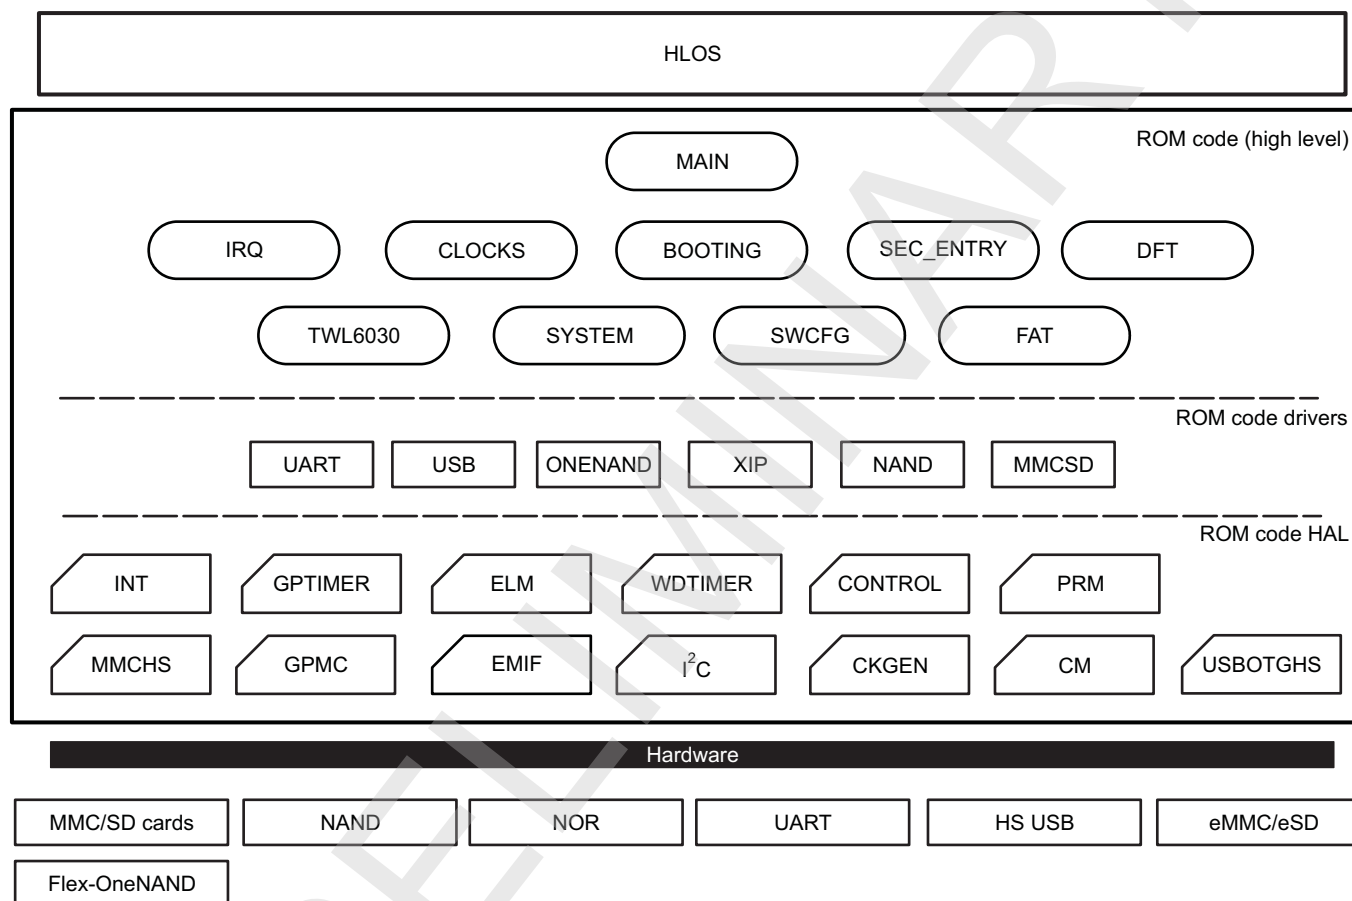 HLOS
ROM code (high level)
MAIN
IRQ CLOCKS BOOTING SEC_ENTRY DFT
TWL6030 SYSTEM SWCFG FAT
ROM code drivers
UART USB ONENAND XIP NAND MMCSD
ROM code HAL
INT GPTIMER ELM WDTIMER CONTROL PRM
MMCHS GPMC EMIF I²C CKGEN CM USBOTGHS
Hardware
MMC/SD cards NAND NOR UART HS USB eMMC/eSD
Flex-OneNAND